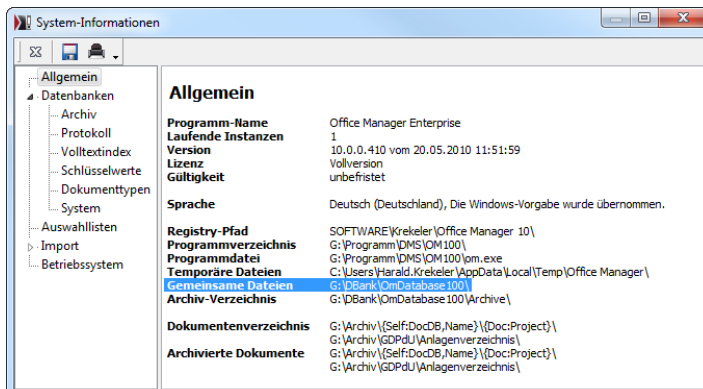 System-Informationen
Allgemein
Datenbanken
Archiv
Protokoll
Volltextindex
Schlüsselwerte
Dokumenttypen
System
Auswahllisten
Import
Betriebssystem
Allgemein
Programm-Name Office Manager Enterprise
Laufende Instanzen 1
Version 10.0.0.410 vom 20.05.2010 11:51:59
Lizenz Vollversion
Gültigkeit unbefristet
Sprache Deutsch (Deutschland), Die Windows-Vorgabe wurde übernommen.
Registry-Pfad SOFTWARE\Krekeler\Office Manager 10\
Programmverzeichnis G:\Programm\DMS\OM100\
Programmdatei G:\Programm\DMS\OM100\om.exe
Temporäre Dateien C:\Users\Harald.Krekeler\AppData\Local\Temp\Office Manager\
Gemeinsame Dateien G:\DBank\OmDatabase100\
Archiv-Verzeichnis G:\DBank\OmDatabase100\Archive\
Dokumentenverzeichnis G:\Archiv\{Self:DocDB,Name}\{Doc:Project}\
G:\Archiv\GDPdU\Anlagenverzeichnis\
Archivierte Dokumente G:\Archiv\{Self:DocDB,Name}\{Doc:Project}\
G:\Archiv\GDPdU\Anlagenverzeichnis\